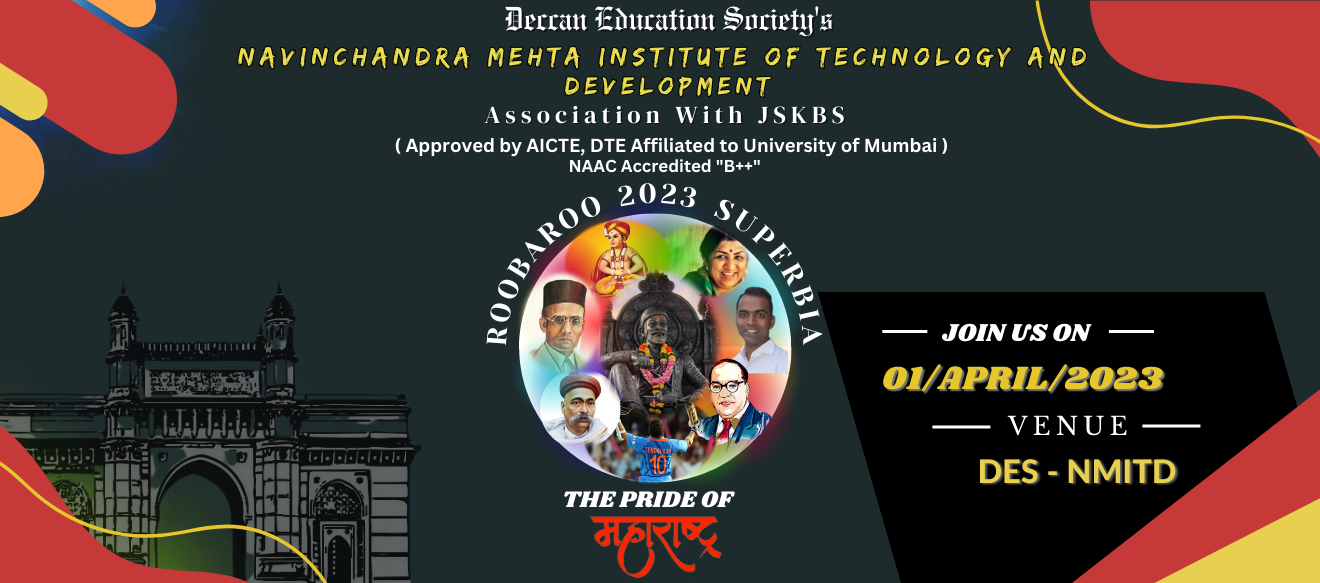 Deccan Education Society's
NAVINCHANDRA MEHTA INSTITUTE OF TECHNOLOGY AND
DEVELOPMENT
Association With JSKBS
( Approved by AICTE, DTE Affiliated to University of Mumbai )
NAAC Accredited "B++"
ROOBAROO 2023 SUPERBIA
TENDULKAR
10
THE PRIDE OF
महाराष्ट्र
JOIN US ON
01/APRIL/2023
VENUE
DES - NMITD